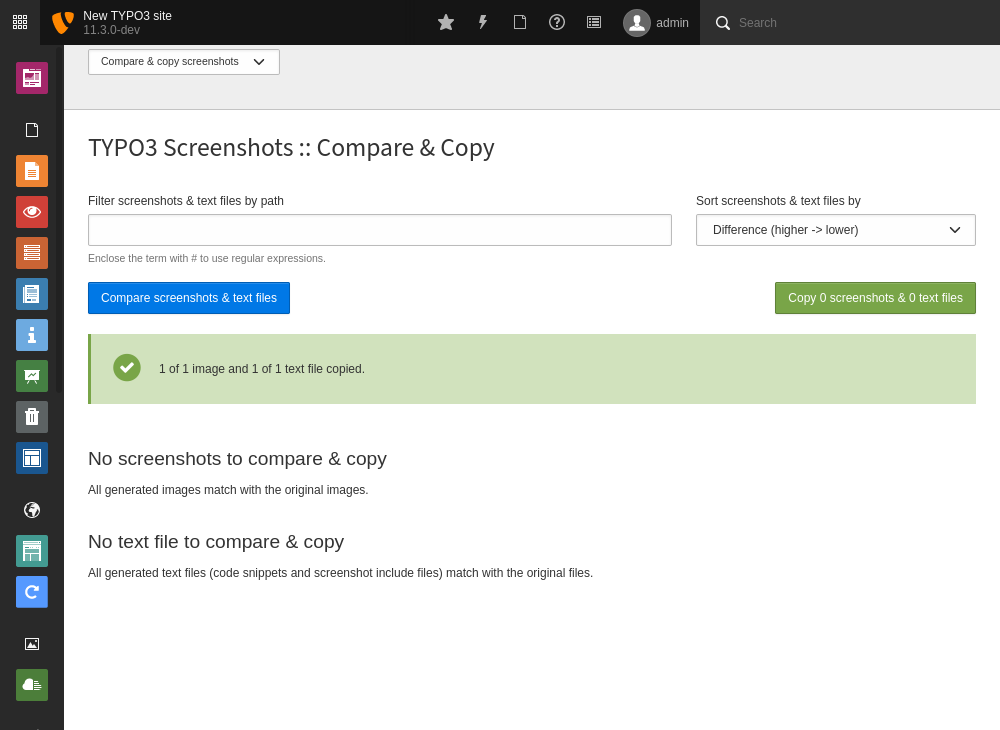 New TYPO3 site
11.3.0-dev
admin
Search
Compare & copy screenshots
TYPO3 Screenshots :: Compare & Copy
Filter screenshots & text files by path
Sort screenshots & text files by
Difference (higher -> lower)
Enclose the term with # to use regular expressions.
Compare screenshots & text files
Copy 0 screenshots & 0 text files
1 of 1 image and 1 of 1 text file copied.
No screenshots to compare & copy
All generated images match with the original images.
No text file to compare & copy
All generated text files (code snippets and screenshot include files) match with the original files.